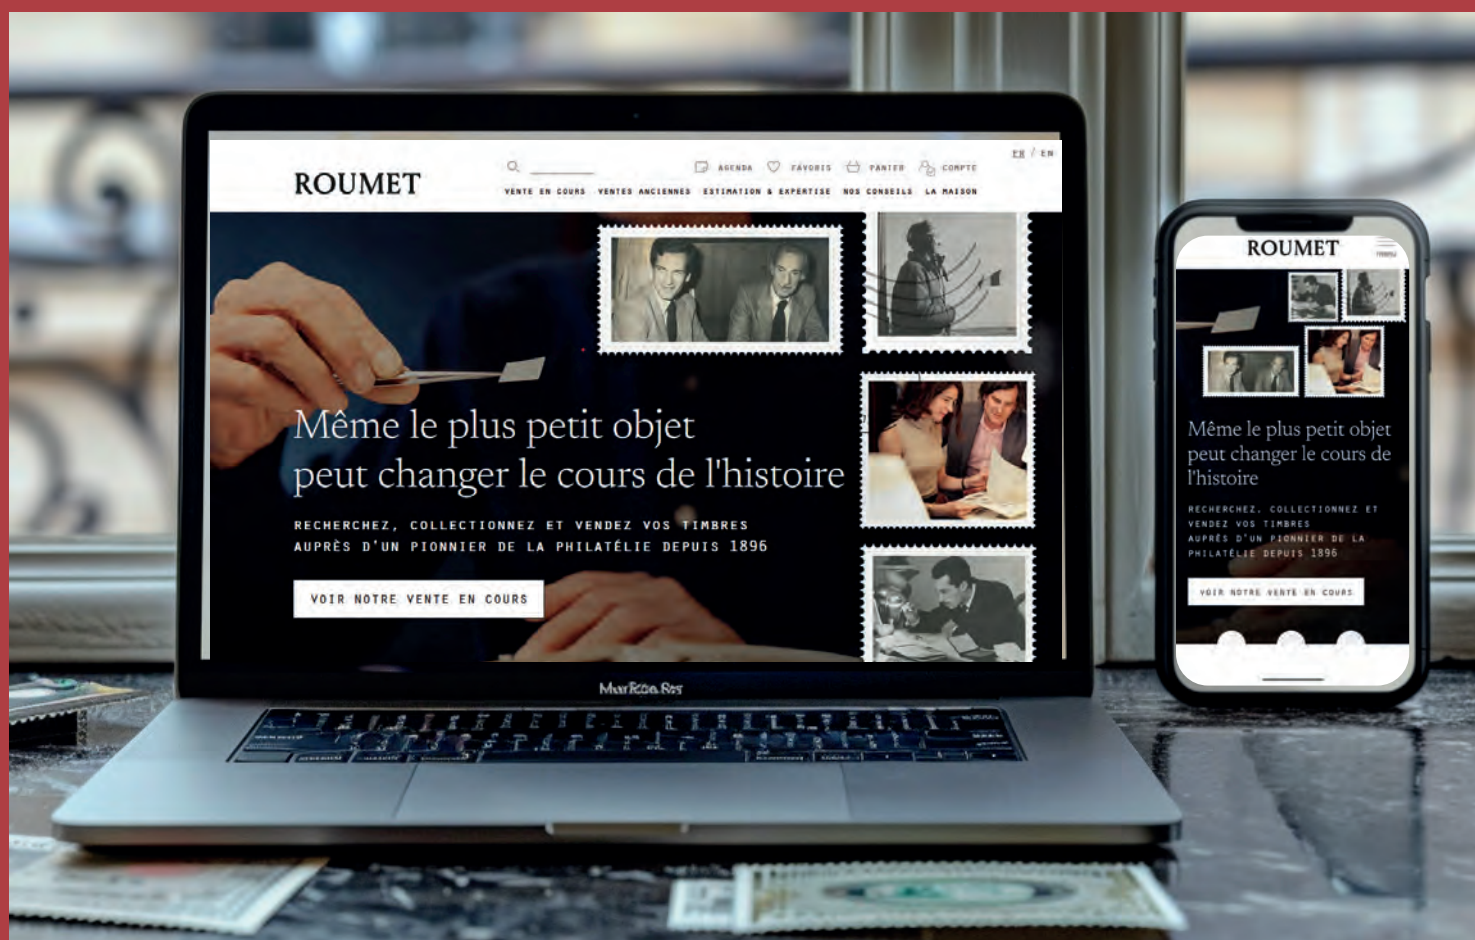 FR / EN
AGENDA FAVORIS PANIER COMPTE
ROUMET
VENTE EN COURS VENTES ANCIENNES ESTIMATION & EXPERTISE NOS CONSEILS LA MAISON
Même le plus petit objet
peut changer le cours de l'histoire
RECHERCHEZ, COLLECTIONNEZ ET VENDEZ VOS TIMBRES
AUPRÈS D'UN PIONNIER DE LA PHILATÉLIE DEPUIS 1896
VOIR NOTRE VENTE EN COURS
ROUMET
Même le plus petit objet
peut changer le cours de
l'histoire
RECHERCHEZ, COLLECTIONNEZ ET
VENDEZ VOS TIMBRES
AUPRÈS D'UN PIONNIER DE LA
PHILATÉLIE DEPUIS 1896
VOIR NOTRE VENTE EN COURS